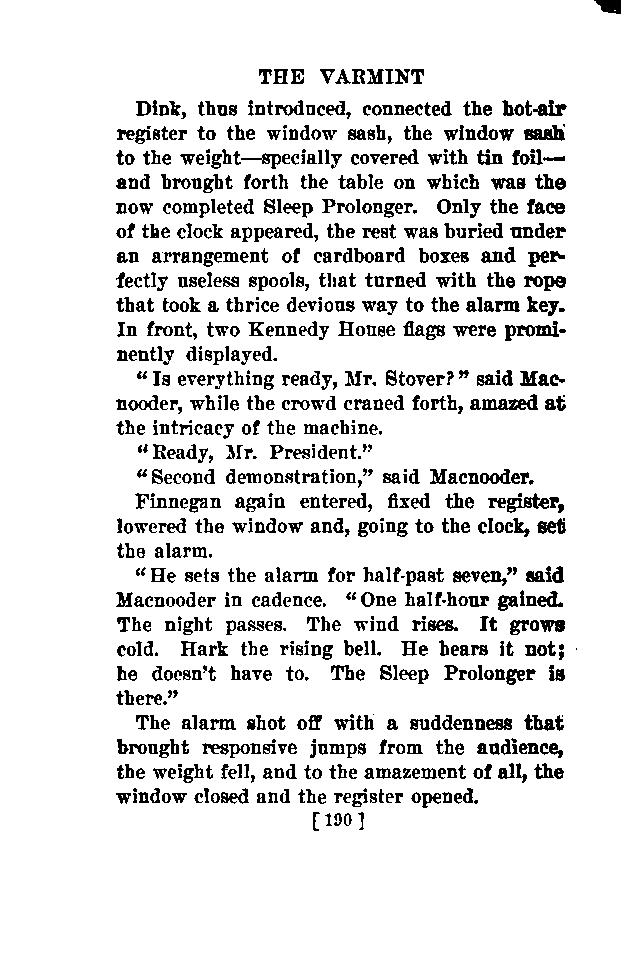 THE VARMINT
Dink, thus introduced, connected the hot-air
register to the window sash, the window sash
to the weight—specially covered with tin foil—
and brought forth the table on which was the
now completed Sleep Prolonger. Only the face
of the clock appeared, the rest was buried under
an arrangement of cardboard boxes and per-
fectly useless spools, that turned with the rope
that took a thrice devious way to the alarm key.
In front, two Kennedy House flags were promi-
nently displayed.
"Is everything ready, Mr. Stover?" said Mac-
nooder, while the crowd craned forth, amazed at
the intricacy of the machine.
"Ready, Mr. President."
"Second demonstration," said Macnooder.
Finnegan again entered, fixed the register,
lowered the window and, going to the clock, set
the alarm.
"He sets the alarm for half-past seven," said
Macnooder in cadence. "One half-hour gained.
The night passes. The wind rises. It grows
cold. Hark the rising bell. He hears it not;
he doesn't have to. The Sleep Prolonger is
there."
The alarm shot off with a suddenness that
brought responsive jumps from the audience,
the weight fell, and to the amazement of all, the
window closed and the register opened.
[190]